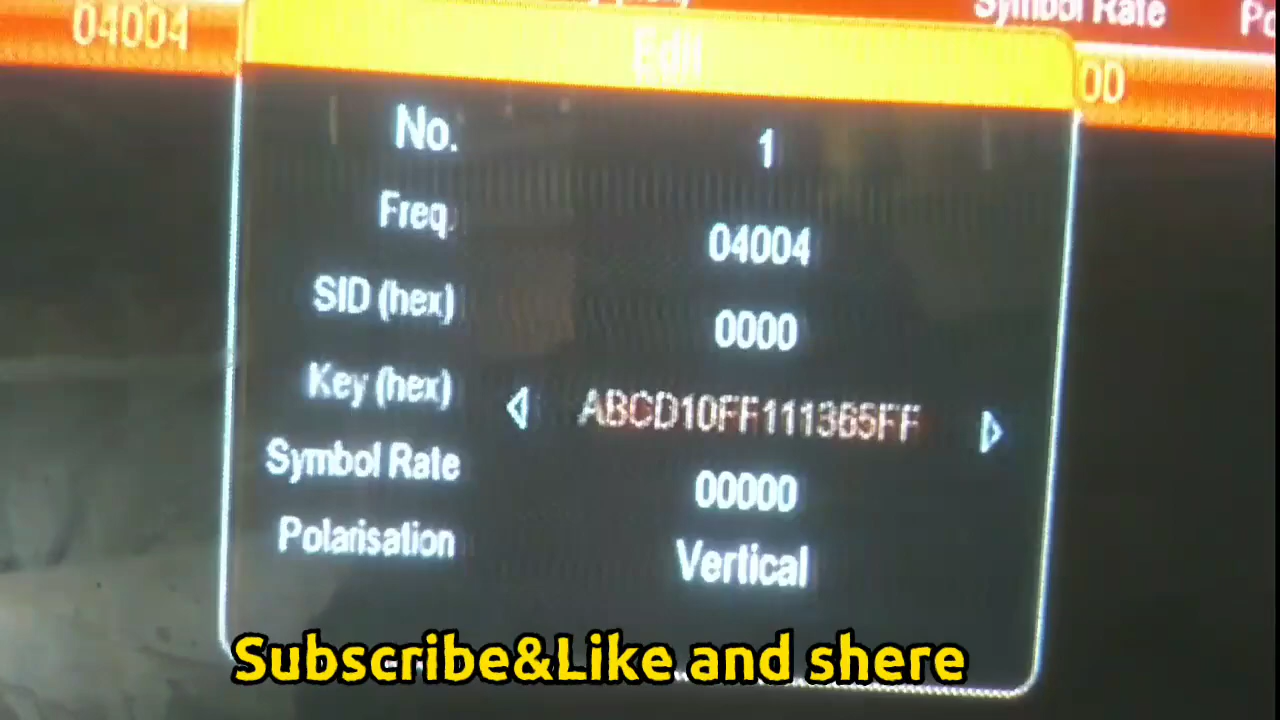 Symbol Rate
04004
00
Edit
No. 1
Freq. 04004
SID (hex) 0000
Key (hex) ABCD10FF111365FF
Symbol Rate 00000
Polarisation Vertical
Subscribe&Like and shere